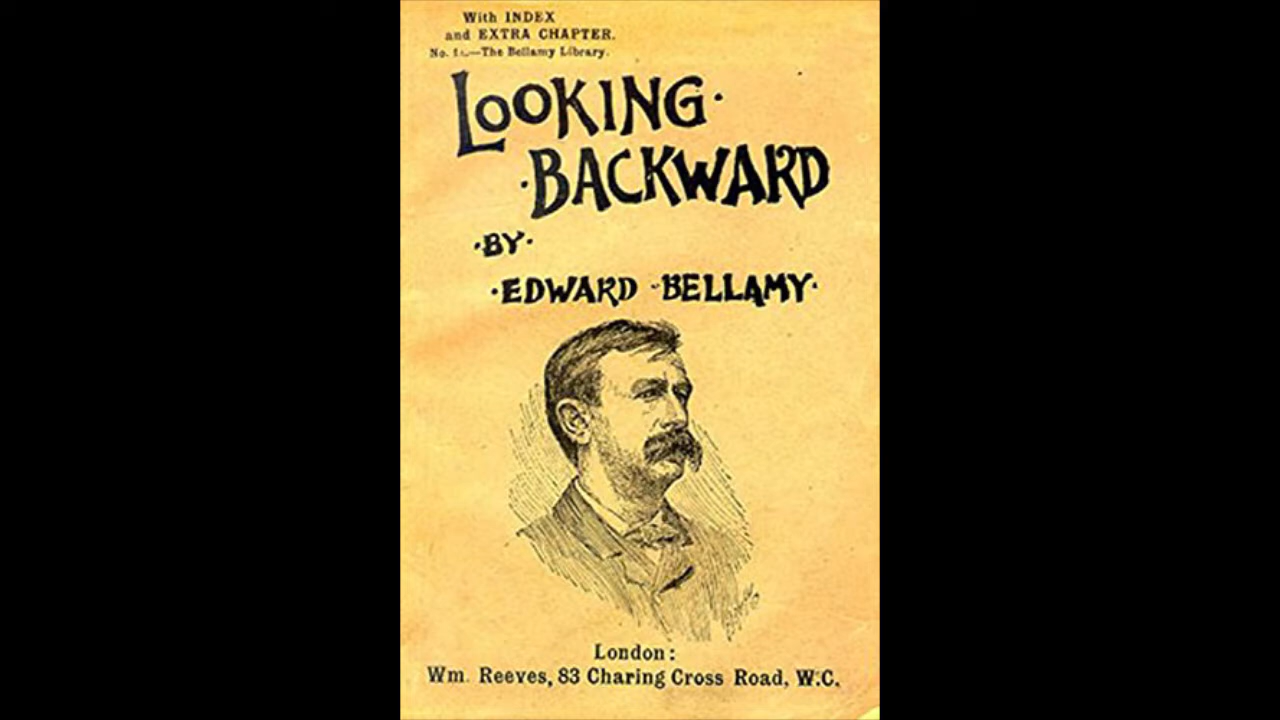 With INDEX
and EXTRA CHAPTER.
The Bellamy Library.
LOOKING·
·BACKWARD
·BY·
·EDWARD ·BELLAMY·
London:
Wm. Reeves, 83 Charing Cross Road, W.C.